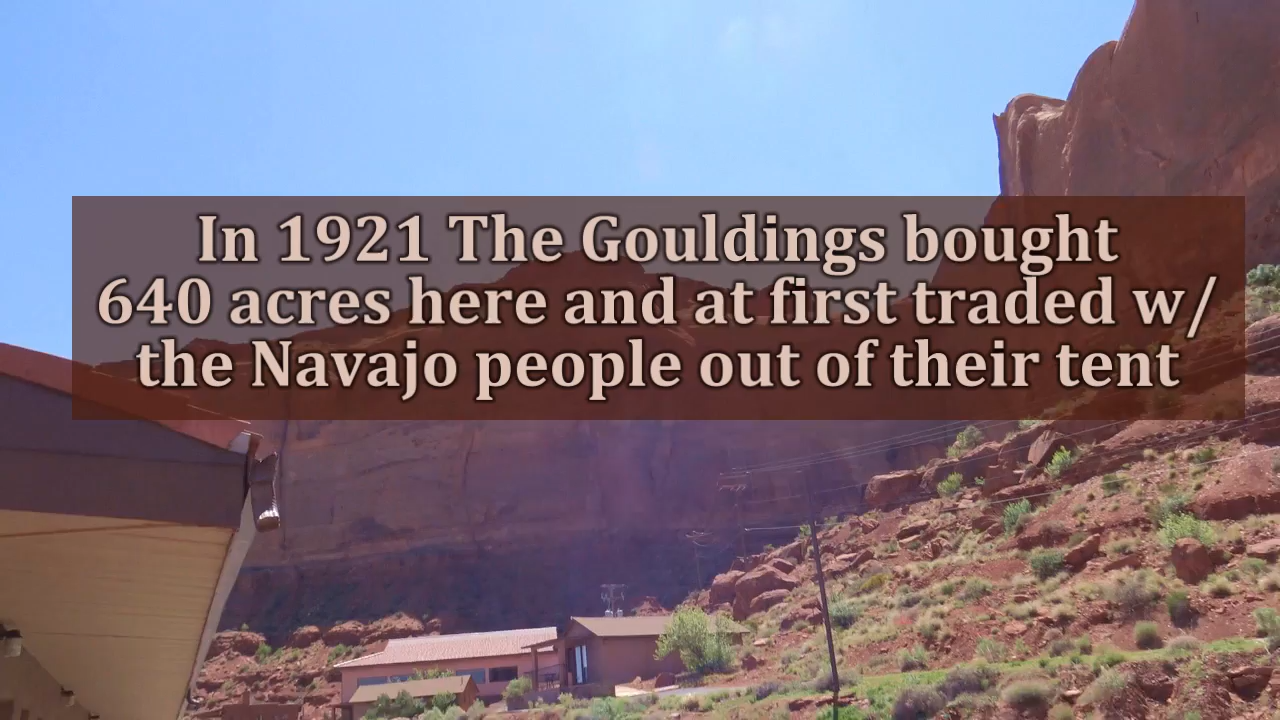 In 1921 The Gouldings bought
640 acres here and at first traded w/
the Navajo people out of their tent